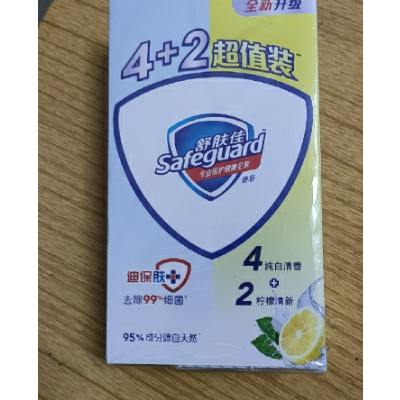 全新升级
4+2超值装
舒肤佳
Safeguard
专业保护健康全家
香皂
迪保肤
去除99%细菌
4纯白清香
+
2柠檬清新
95%成分源自天然